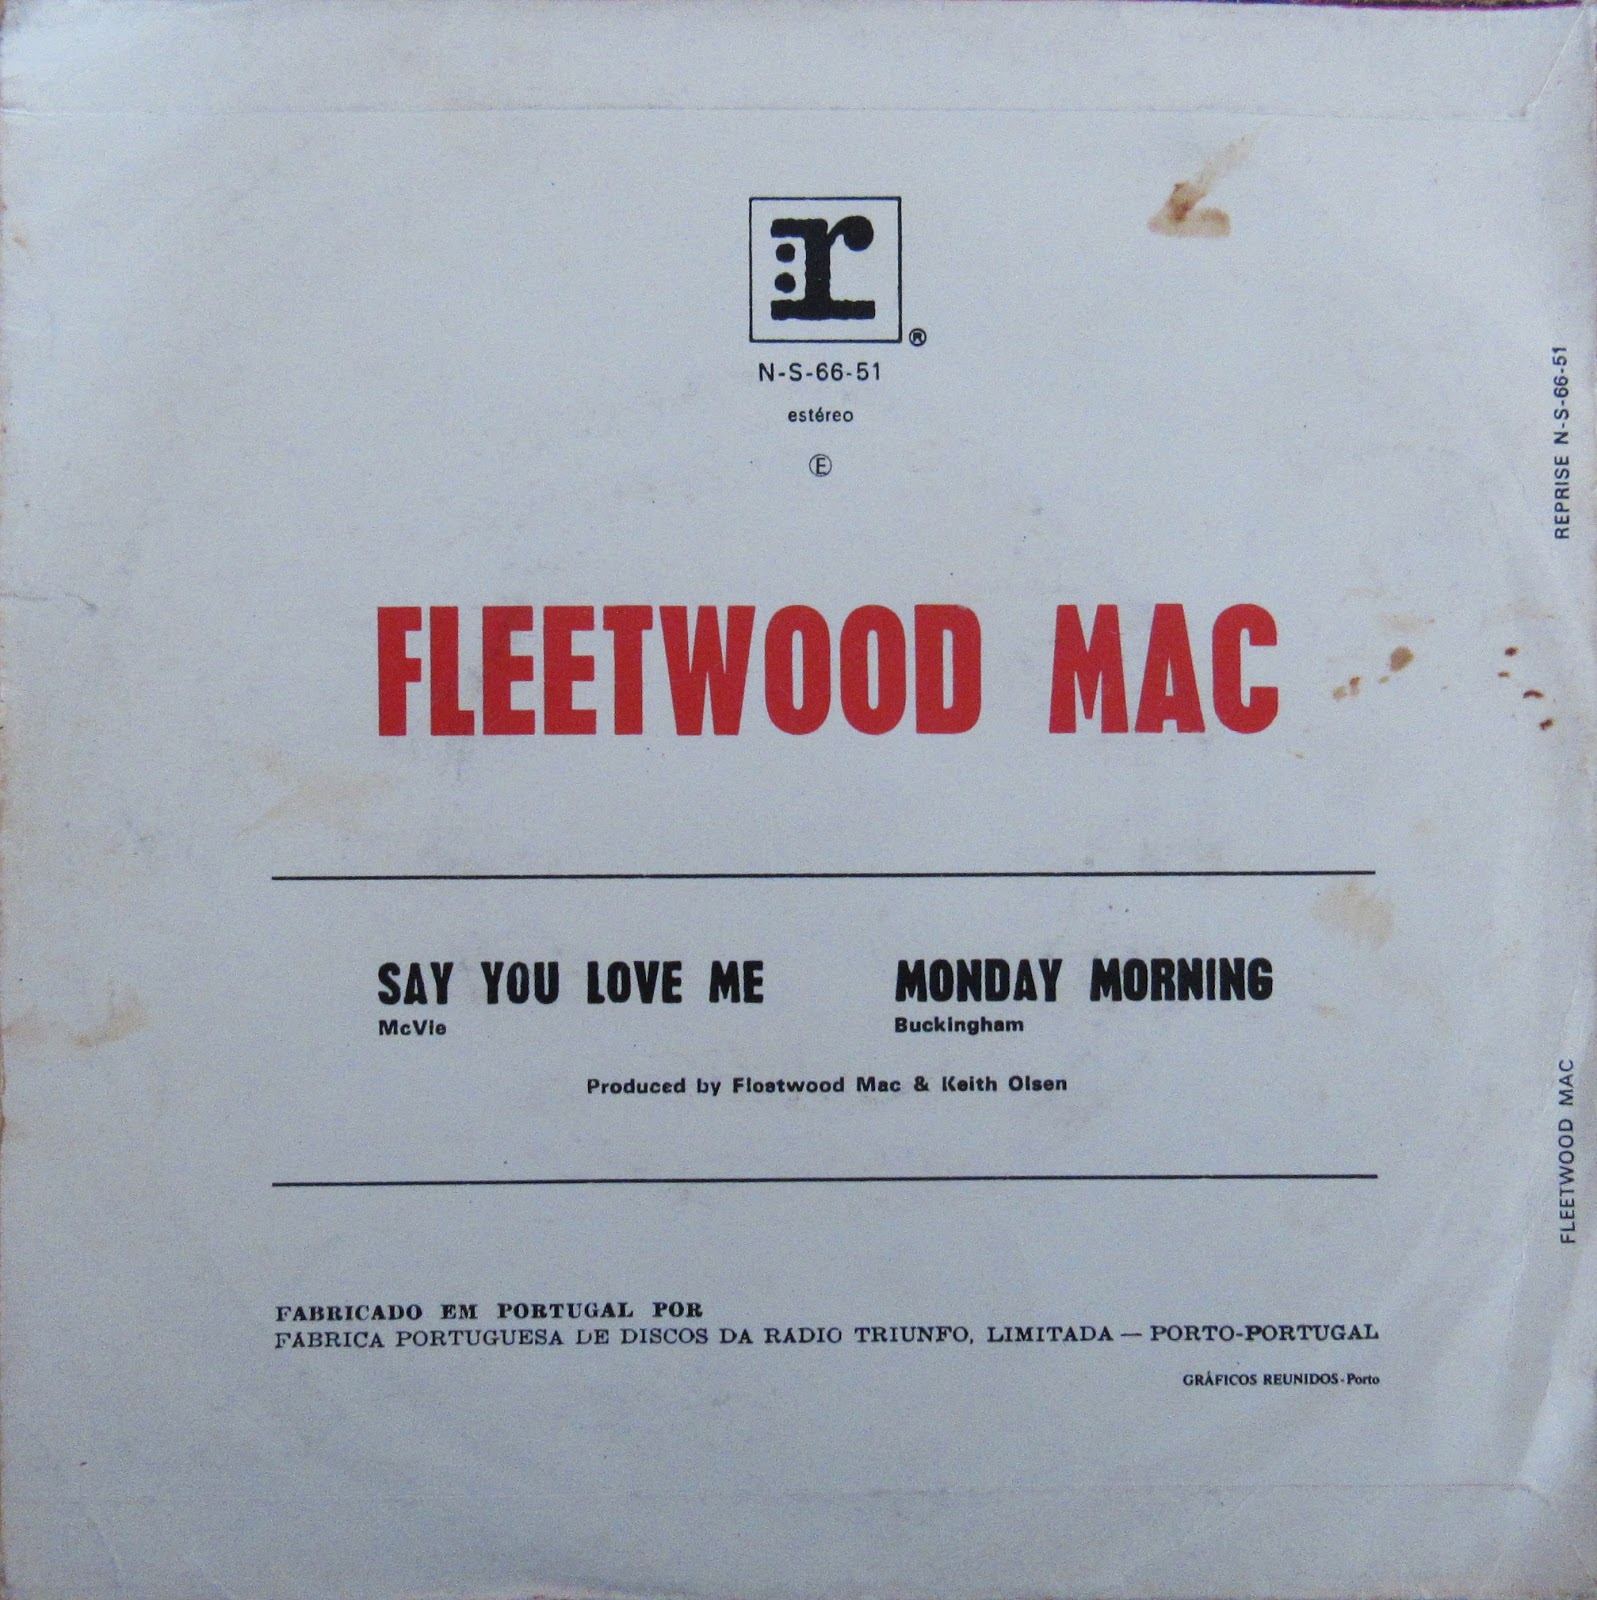 :r
®
N-S-66-51
estéreo
Ⓔ
FLEETWOOD MAC
SAY YOU LOVE ME
McVie
MONDAY MORNING
Buckingham
Produced by Fleetwood Mac & Keith Olsen
FABRICADO EM PORTUGAL POR
FÁBRICA PORTUGUESA DE DISCOS DA RÁDIO TRIUNFO, LIMITADA — PORTO-PORTUGAL
GRÁFICOS REUNIDOS-Porto
REPRISE N-S-66-51
FLEETWOOD MAC